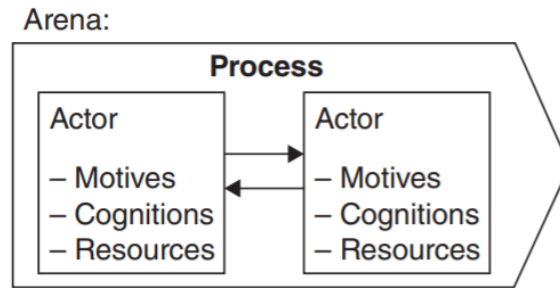 Arena:
Process
Actor
– Motives
– Cognitions
– Resources
Actor
– Motives
– Cognitions
– Resources